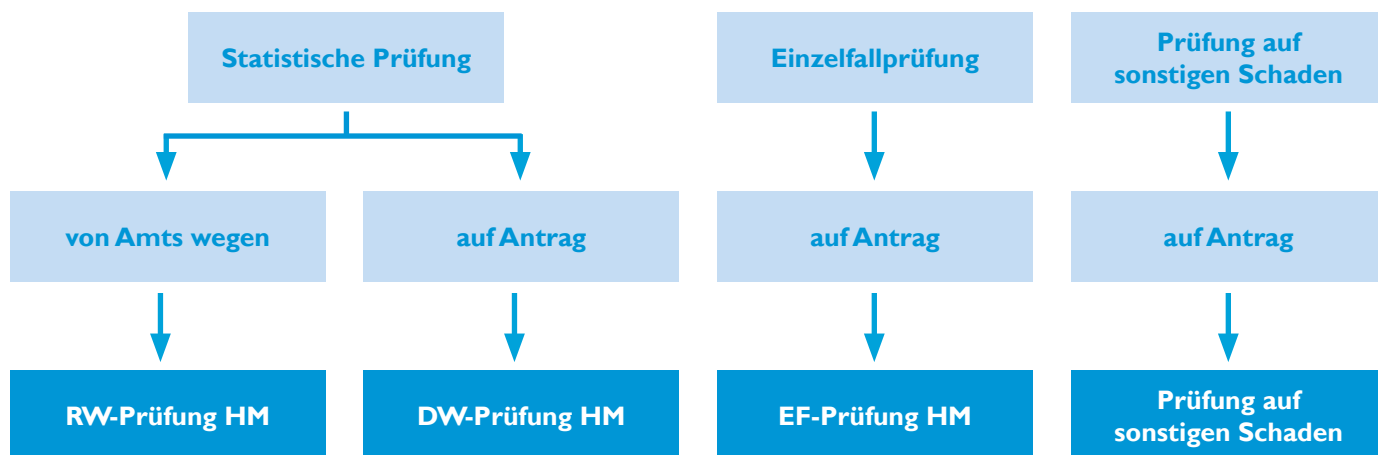 Statistische Prüfung
Einzelfallprüfung
Prüfung auf
sonstigen Schaden
von Amts wegen
auf Antrag
auf Antrag
auf Antrag
RW-Prüfung HM
DW-Prüfung HM
EF-Prüfung HM
Prüfung auf
sonstigen Schaden